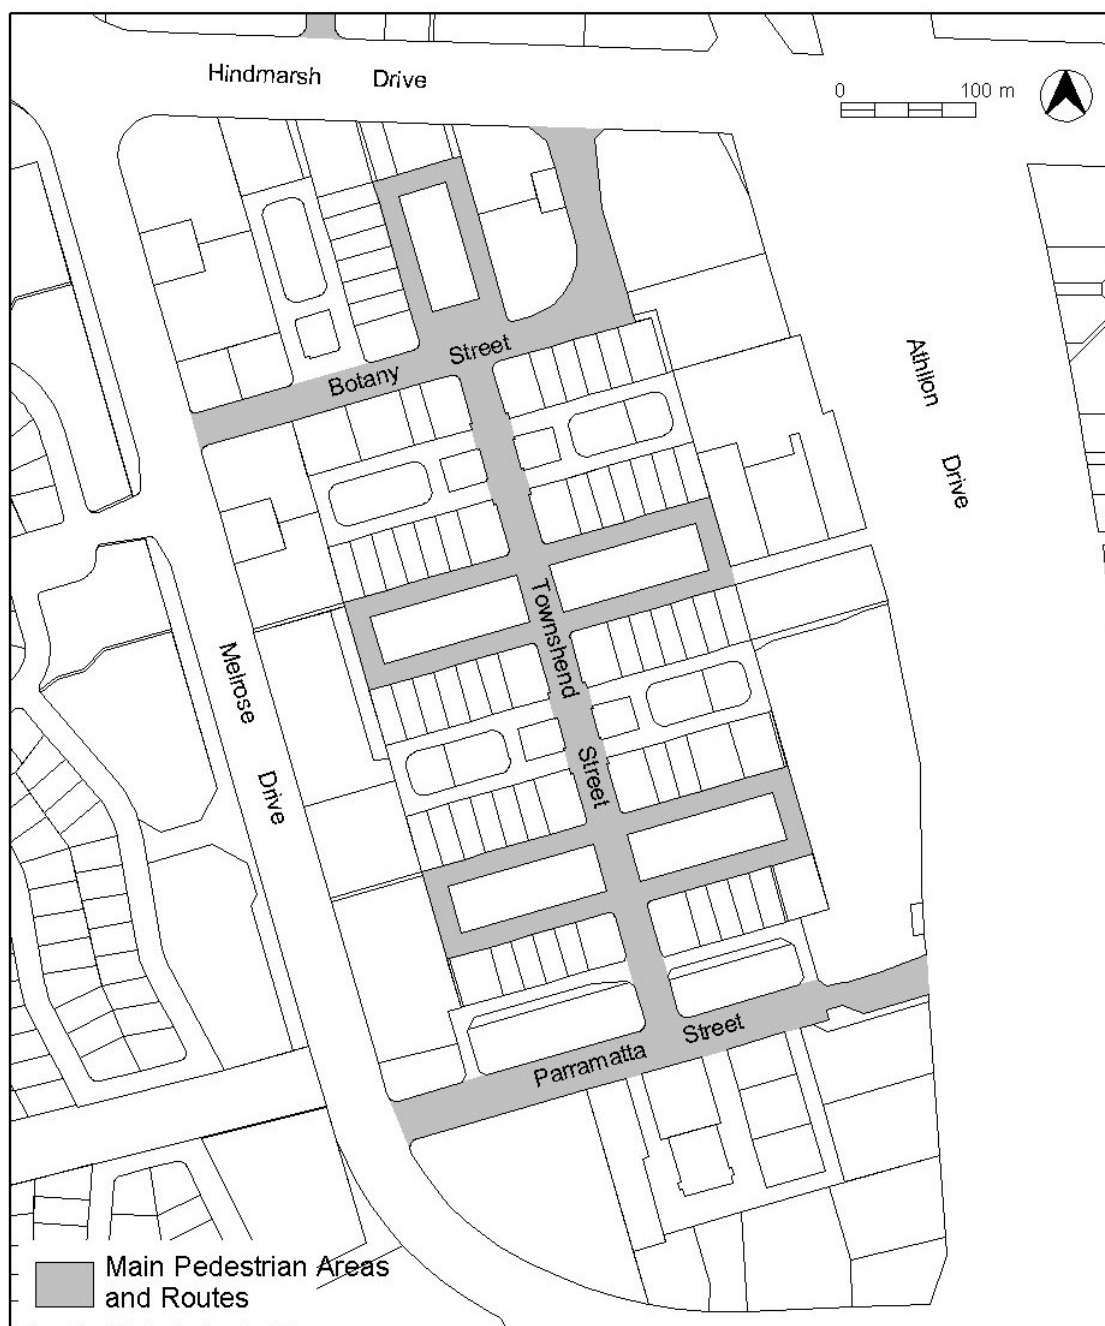 Hindmarsh Drive
0 100 m
Botany Street
Athllon Drive
Townshend Street
Melrose Drive
Parramatta Street
Main Pedestrian Areas
and Routes